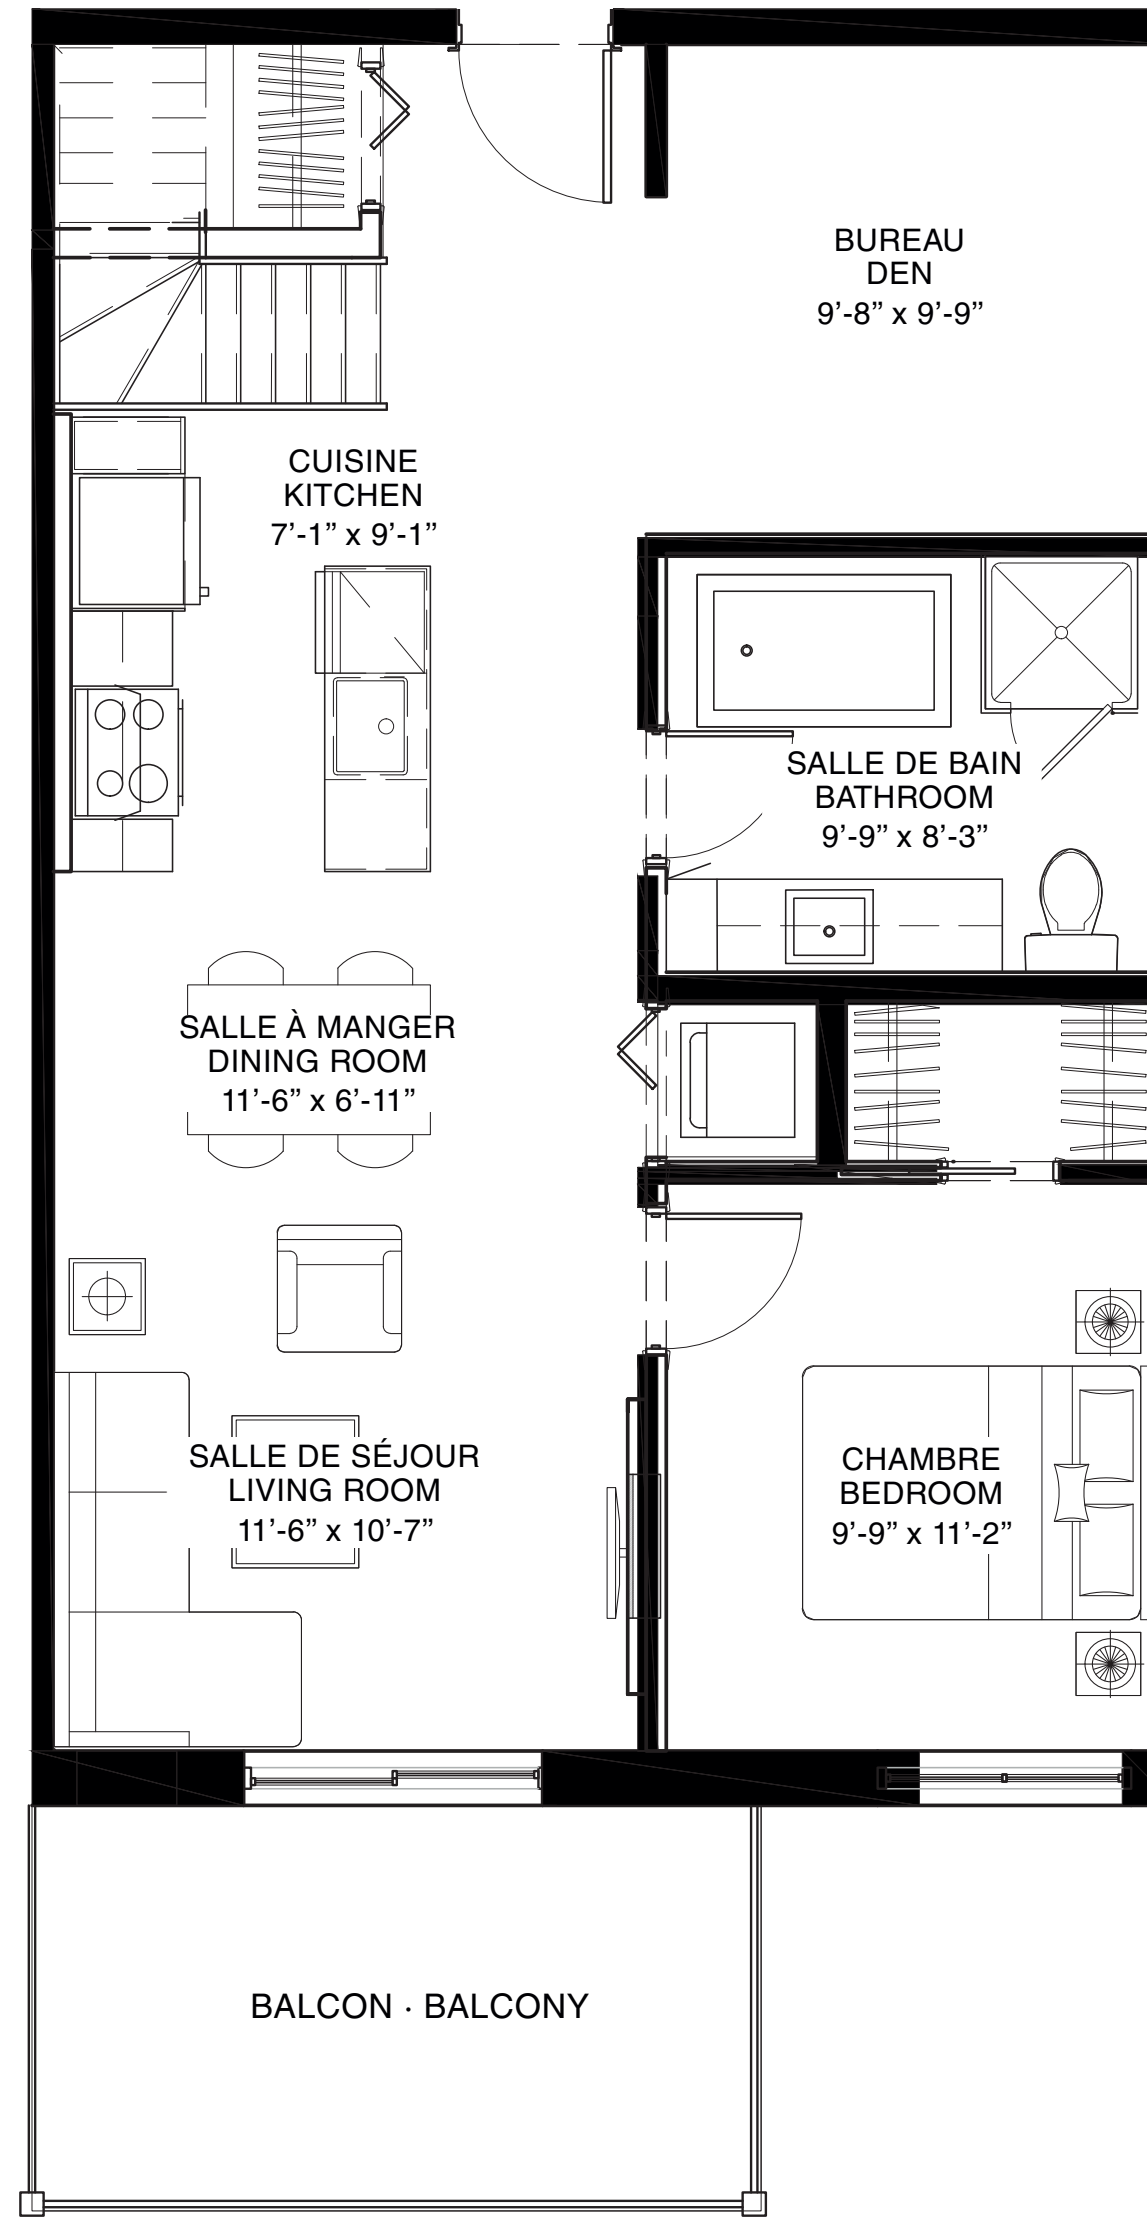 BUREAU
DEN
9’-8” x 9’-9”
CUISINE
KITCHEN
7’-1” x 9’-1”
SALLE DE BAIN
BATHROOM
9’-9” x 8’-3”
SALLE À MANGER
DINING ROOM
11’-6” x 6’-11”
SALLE DE SÉJOUR
LIVING ROOM
11’-6” x 10’-7”
CHAMBRE
BEDROOM
9’-9” x 11’-2”
BALCON · BALCONY